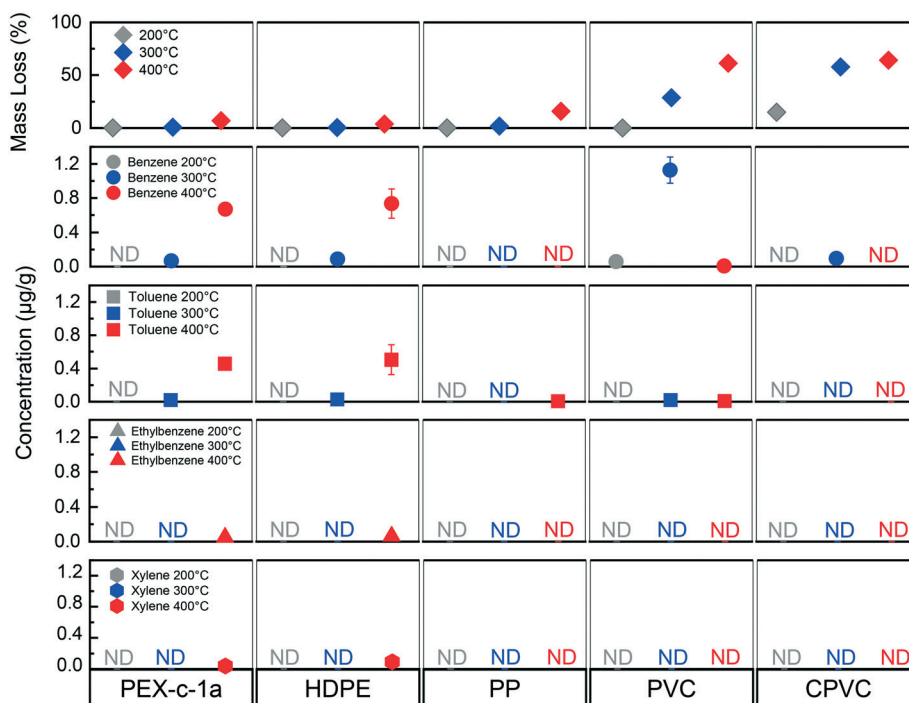 Mass Loss (%)
100
50
0
200°C
300°C
400°C
Concentration (µg/g)
1.2
0.8
0.4
0.0
Benzene 200°C
Benzene 300°C
Benzene 400°C
ND ND ND ND ND ND ND
1.2
0.8
0.4
0.0
Toluene 200°C
Toluene 300°C
Toluene 400°C
ND ND ND ND ND ND ND ND
1.2
0.8
0.4
0.0
Ethylbenzene 200°C
Ethylbenzene 300°C
Ethylbenzene 400°C
ND ND ND ND ND ND ND ND ND ND ND ND ND
1.2
0.8
0.4
0.0
Xylene 200°C
Xylene 300°C
Xylene 400°C
ND ND ND ND ND ND ND ND ND ND ND ND ND
PEX-c-1a HDPE PP PVC CPVC